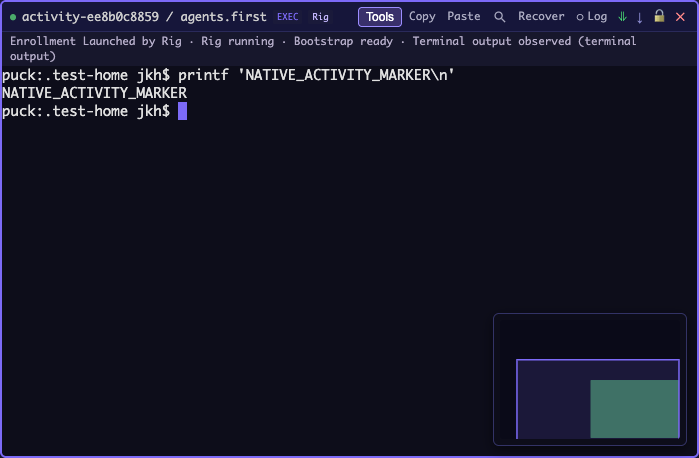 activity-ee8b0c8859 / agents.first EXEC Rig Tools Copy Paste Recover Log
Enrollment Launched by Rig · Rig running · Bootstrap ready · Terminal output observed (terminal
output)
puck:.test-home jkh$ printf 'NATIVE_ACTIVITY_MARKER\n'
NATIVE_ACTIVITY_MARKER
puck:.test-home jkh$